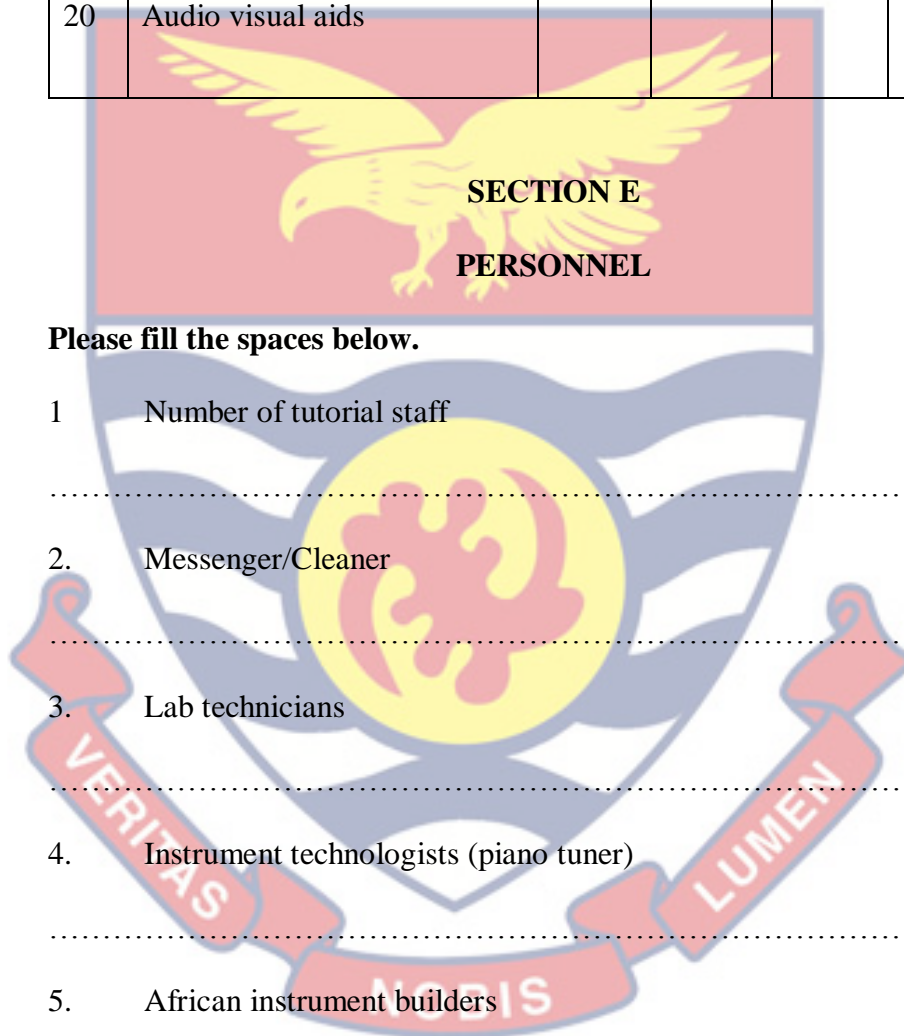 20 Audio visual aids
SECTION E
PERSONNEL
Please fill the spaces below.
1 Number of tutorial staff
……………………………………………………………………………
2. Messenger/Cleaner
……………………………………………………………………………
3. Lab technicians
……………………………………………………………………………
4. Instrument technologists (piano tuner)
……………………………………………………………………………
5. African instrument builders
VERITAS NOBIS LUMEN